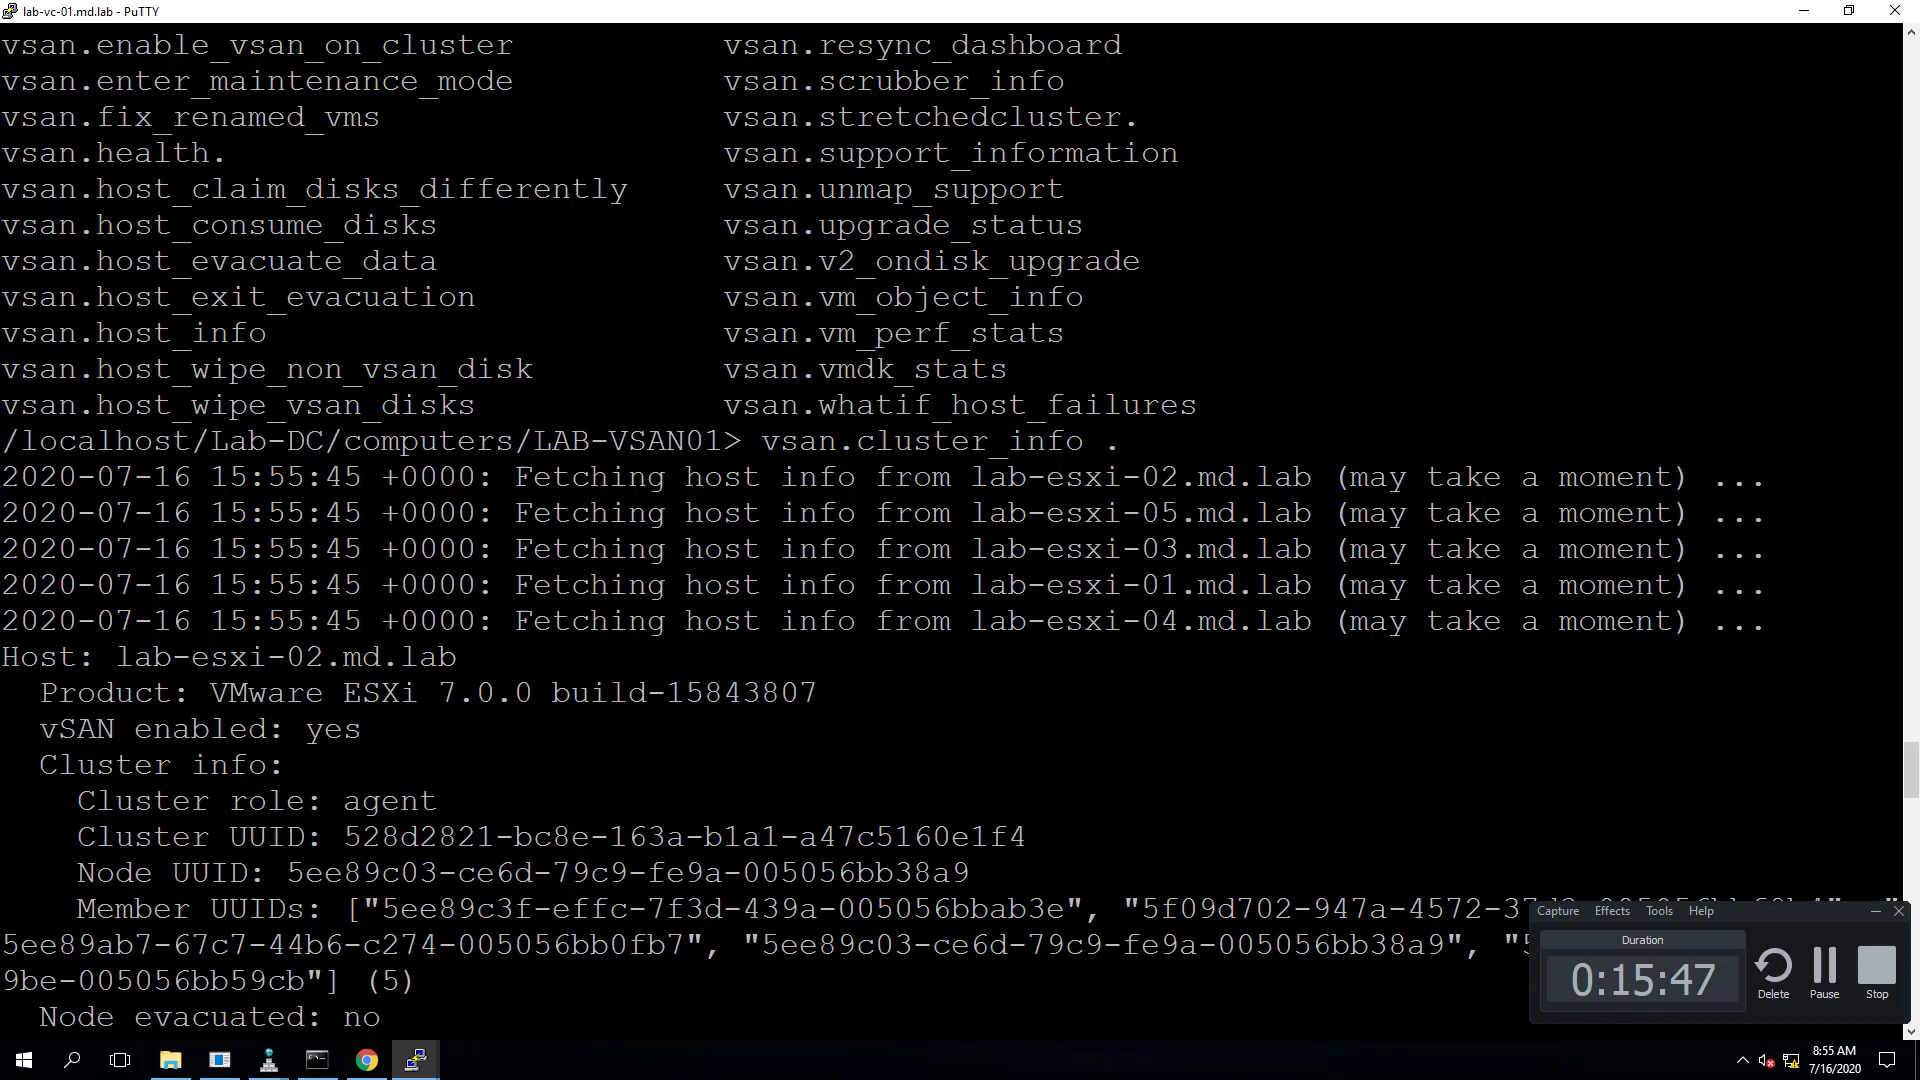 lab-vc-01.md.lab - PuTTY
vsan.enable_vsan_on_cluster vsan.resync_dashboard
vsan.enter_maintenance_mode vsan.scrubber_info
vsan.fix_renamed_vms vsan.stretchedcluster.
vsan.health. vsan.support_information
vsan.host_claim_disks_differently vsan.unmap_support
vsan.host_consume_disks vsan.upgrade_status
vsan.host_evacuate_data vsan.v2_ondisk_upgrade
vsan.host_exit_evacuation vsan.vm_object_info
vsan.host_info vsan.vm_perf_stats
vsan.host_wipe_non_vsan_disk vsan.vmdk_stats
vsan.host_wipe_vsan_disks vsan.whatif_host_failures
/localhost/Lab-DC/computers/LAB-VSAN01> vsan.cluster_info .
2020-07-16 15:55:45 +0000: Fetching host info from lab-esxi-02.md.lab (may take a moment) ...
2020-07-16 15:55:45 +0000: Fetching host info from lab-esxi-05.md.lab (may take a moment) ...
2020-07-16 15:55:45 +0000: Fetching host info from lab-esxi-03.md.lab (may take a moment) ...
2020-07-16 15:55:45 +0000: Fetching host info from lab-esxi-01.md.lab (may take a moment) ...
2020-07-16 15:55:45 +0000: Fetching host info from lab-esxi-04.md.lab (may take a moment) ...
Host: lab-esxi-02.md.lab
Product: VMware ESXi 7.0.0 build-15843807
vSAN enabled: yes
Cluster info:
Cluster role: agent
Cluster UUID: 528d2821-bc8e-163a-b1a1-a47c5160e1f4
Node UUID: 5ee89c03-ce6d-79c9-fe9a-005056bb38a9
Member UUIDs: ["5ee89c3f-effc-7f3d-439a-005056bbab3e", "5f09d702-947a-4572-
5ee89ab7-67c7-44b6-c274-005056bb0fb7", "5ee89c03-ce6d-79c9-fe9a-005056bb38a9", "
9be-005056bb59cb"] (5)
Node evacuated: no
Capture Effects Tools Help
Duration
0:15:47
Delete Pause Stop
8:55 AM
7/16/2020